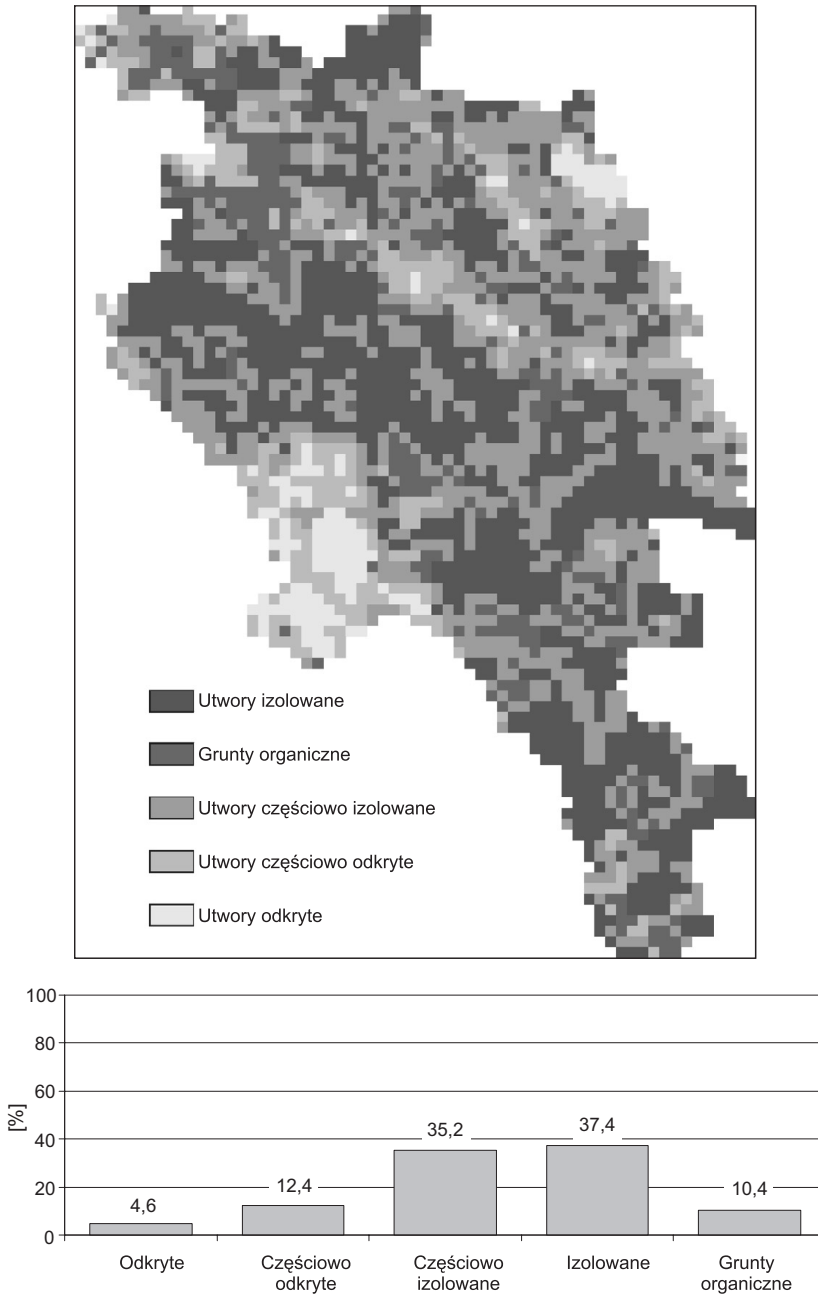 Utwory izolowane
Grunty organiczne
Utwory częściowo izolowane
Utwory częściowo odkryte
Utwory odkryte
100
80
60
40
20
0
[%]
4,6
12,4
35,2
37,4
10,4
Odkryte
Częściowo
odkryte
Częściowo
izolowane
Izolowane
Grunty
organiczne